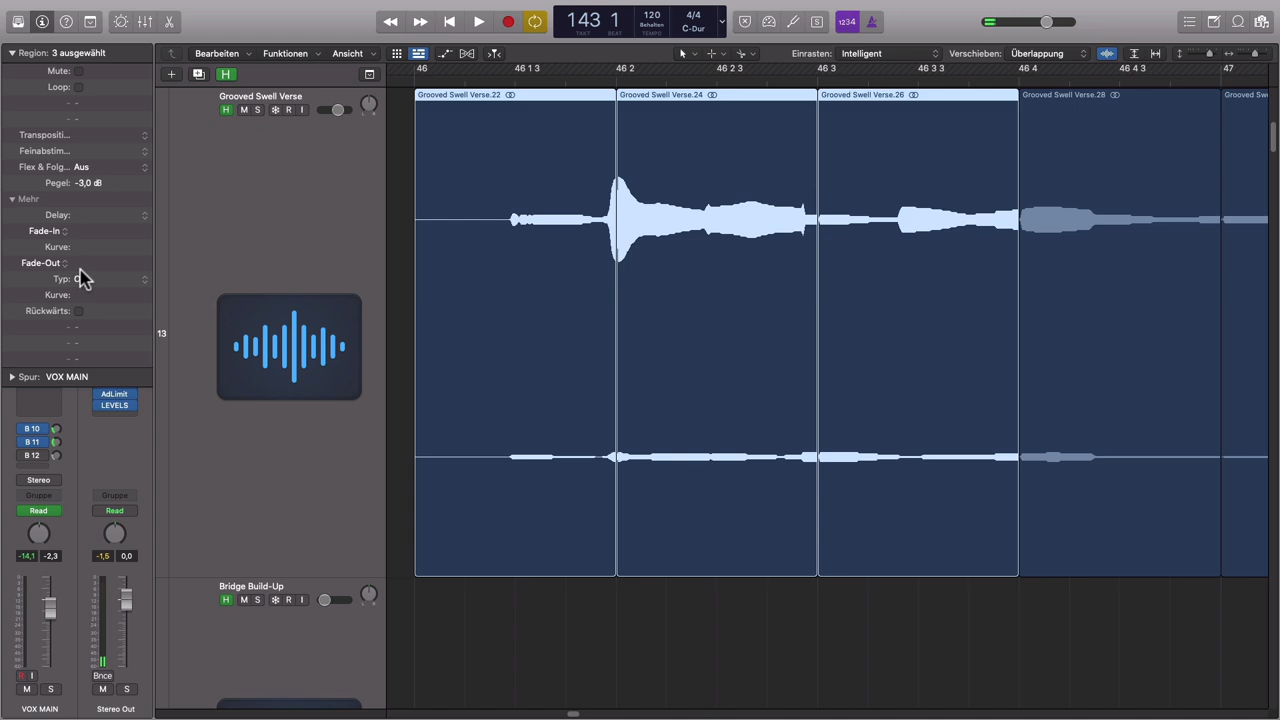 143 1
TAKT BEAT
120
Behalten
TEMPO
4/4
C-Dur
S
1234
Region: 3 ausgewählt
Bearbeiten Funktionen Ansicht
Einrasten: Intelligent
Verschieben: Überlappung
H
46 46 1 3 46 2 46 2 3 46 3 46 3 3 46 4 46 4 3 47
Mute:
Loop:
- -
- -
Transpositi...
Feinabstim...
Flex & Folg... Aus
Pegel: -3,0 dB
Mehr
Delay:
Fade-In
Kurve:
Fade-Out
Typ:
Kurve:
Rückwärts:
- -
- -
- -
Spur: VOX MAIN
AdLimit
LEVELS
B 10
B 11
B 12
Stereo
Gruppe Gruppe
Read Read
-14,1 -2,3 -1,5 0,0
R I Bnce
M S M S
VOX MAIN Stereo Out
13
Grooved Swell Verse
H M S R I
L R
Bridge Build-Up
H M S R I
L R
Grooved Swell Verse.22
Grooved Swell Verse.24
Grooved Swell Verse.26
Grooved Swell Verse.28
Grooved